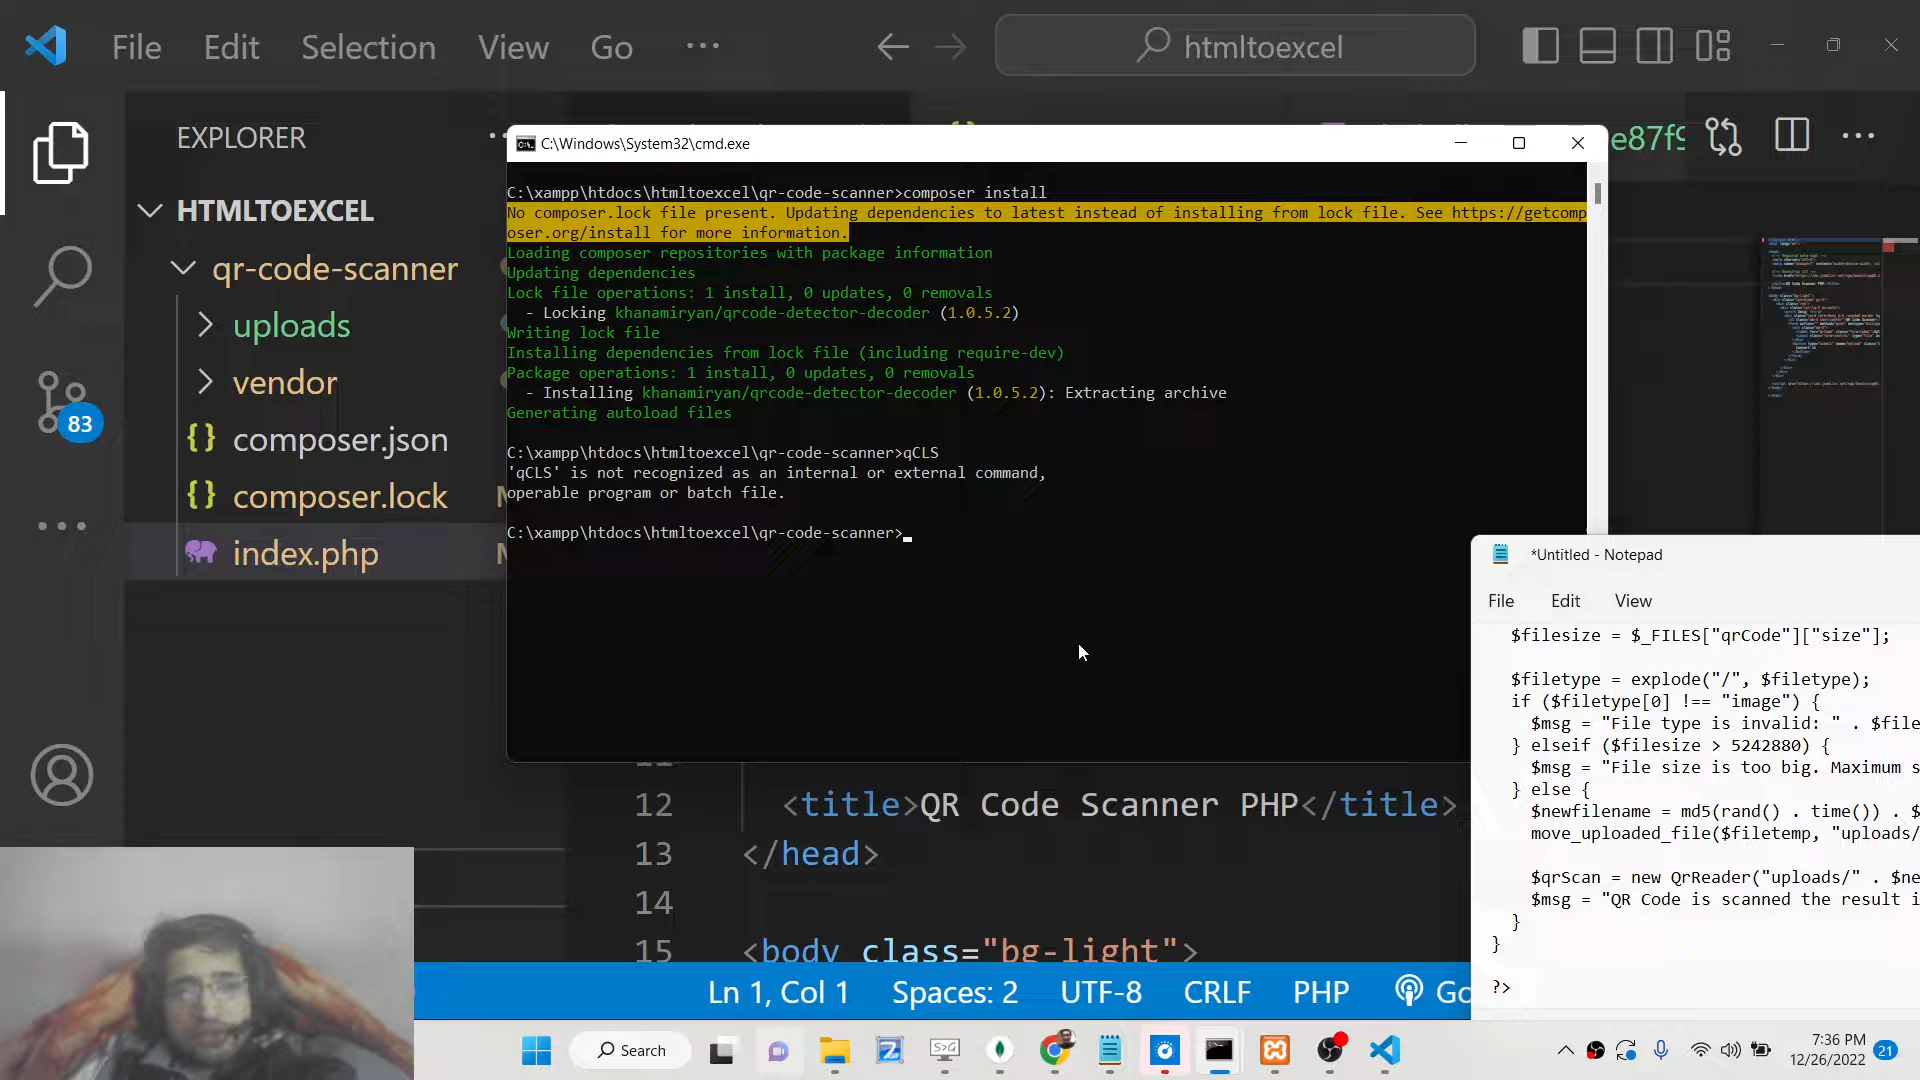 File Edit Selection View Go ···
htmltoexcel
EXPLORER
e87f9
HTMLTOEXCEL
qr-code-scanner
uploads
vendor
{} composer.json
{} composer.lock
index.php
83
C:\Windows\System32\cmd.exe
C:\xampp\htdocs\htmltoexcel\qr-code-scanner>composer install
No composer.lock file present. Updating dependencies to latest instead of installing from lock file. See https://getcomp
oser.org/install for more information.
Loading composer repositories with package information
Updating dependencies
Lock file operations: 1 install, 0 updates, 0 removals
- Locking khanamiryan/qrcode-detector-decoder (1.0.5.2)
Writing lock file
Installing dependencies from lock file (including require-dev)
Package operations: 1 install, 0 updates, 0 removals
- Installing khanamiryan/qrcode-detector-decoder (1.0.5.2): Extracting archive
Generating autoload files
C:\xampp\htdocs\htmltoexcel\qr-code-scanner>qCLS
'qCLS' is not recognized as an internal or external command,
operable program or batch file.
C:\xampp\htdocs\htmltoexcel\qr-code-scanner>
*Untitled - Notepad
File Edit View
$filesize = $_FILES["qrCode"]["size"];
$filetype = explode("/", $filetype);
if ($filetype[0] !== "image") {
$msg = "File type is invalid: " . $file
} elseif ($filesize > 5242880) {
$msg = "File size is too big. Maximum s
} else {
$newfilename = md5(rand() . time()) . $
move_uploaded_file($filetemp, "uploads/
$qrScan = new QrReader("uploads/" . $ne
$msg = "QR Code is scanned the result i
}
}
?>
12 <title>QR Code Scanner PHP</title>
13 </head>
14
15 <body class="bg-light">
Ln 1, Col 1 Spaces: 2 UTF-8 CRLF PHP Go
Search
7:36 PM
12/26/2022
21